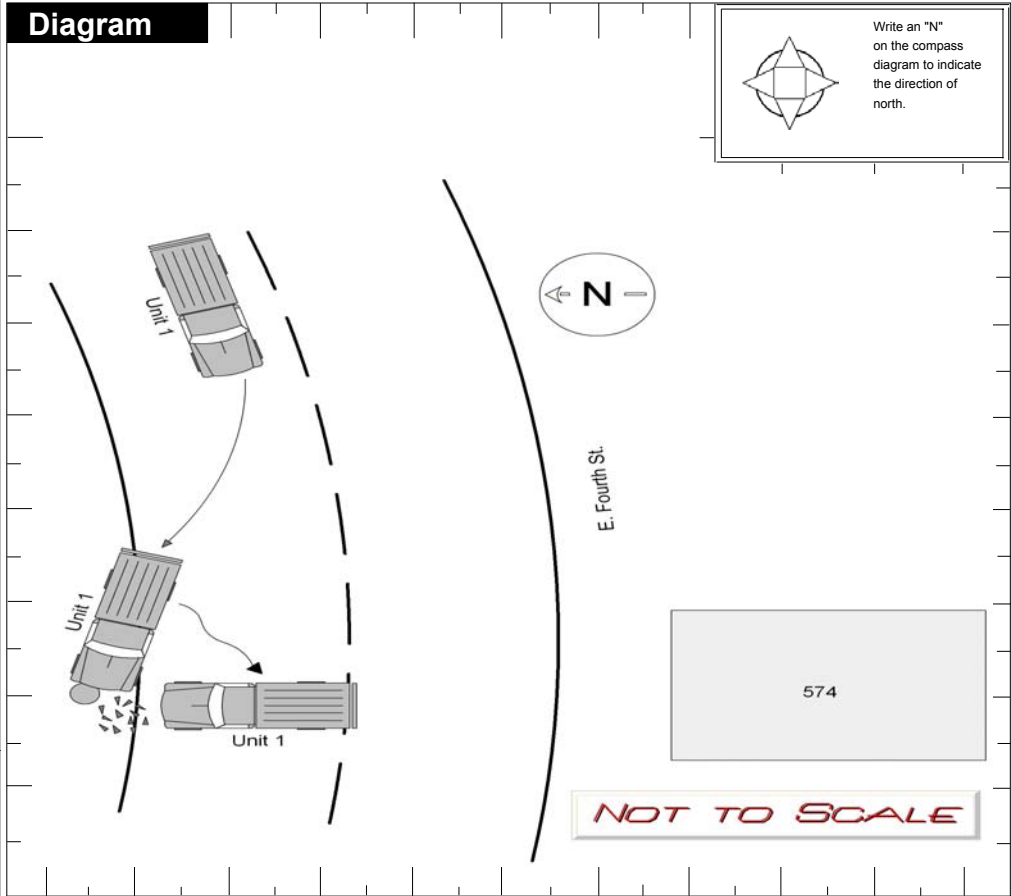 Diagram
Write an "N"
on the compass
diagram to indicate
the direction of
north.
Unit 1
N
E. Fourth St.
Unit 1
574
Unit 1
NOT TO SCALE